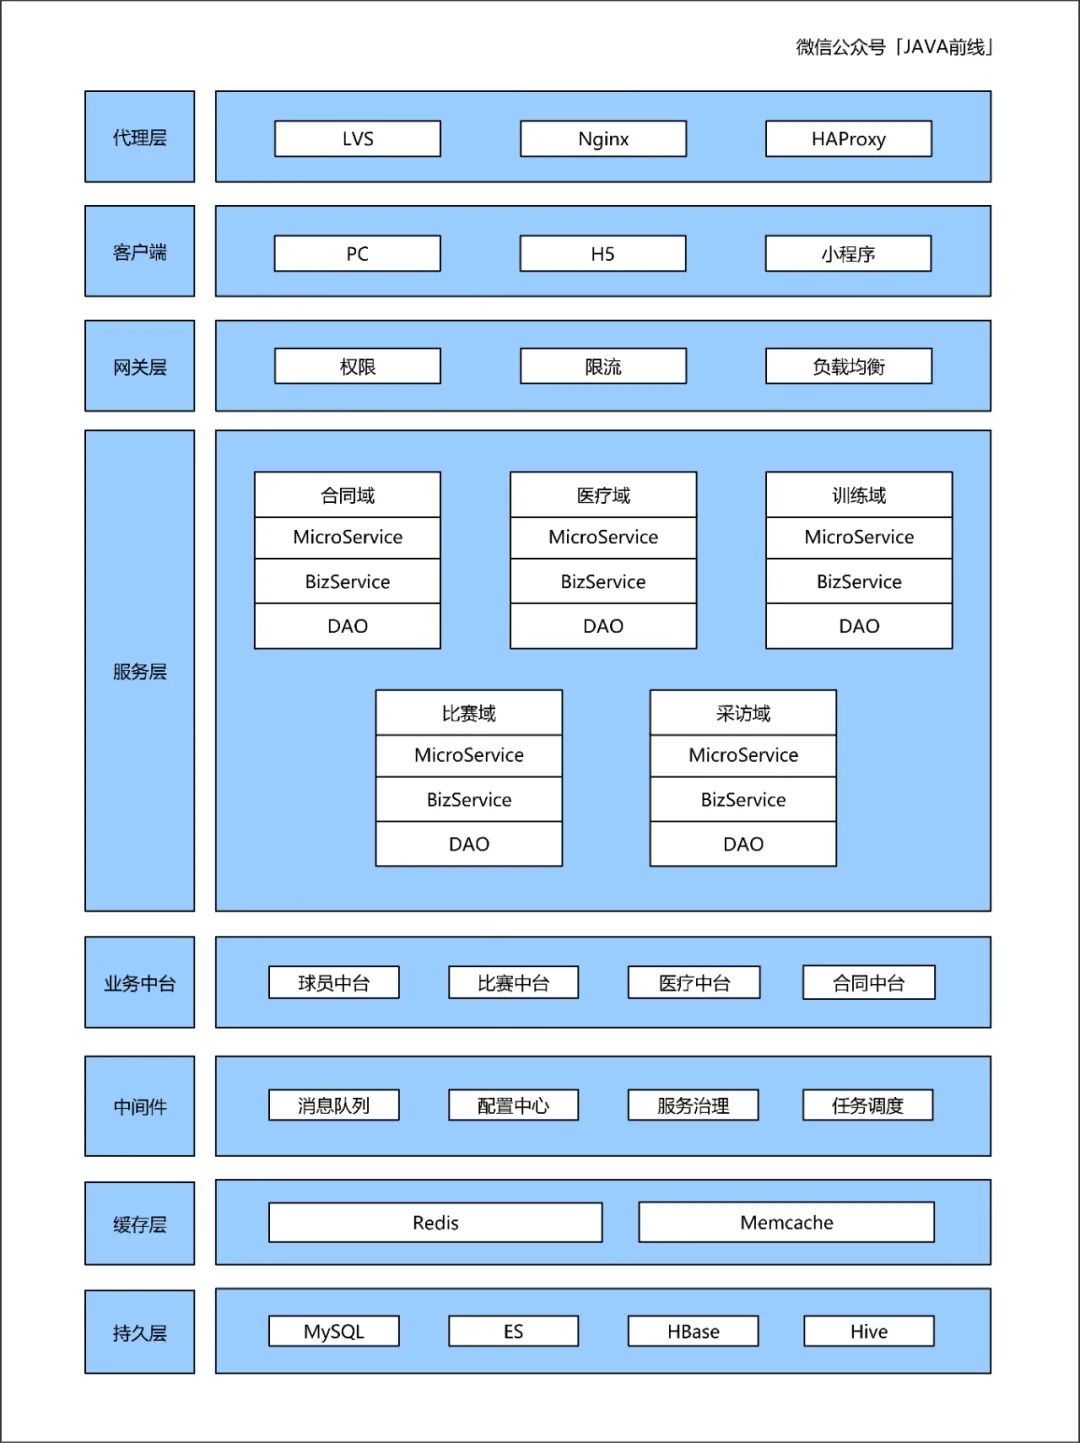 微信公众号「JAVA前线」
代理层
LVS
Nginx
HAProxy
客户端
PC
H5
小程序
网关层
权限
限流
负载均衡
服务层
合同域
MicroService
BizService
DAO
医疗域
MicroService
BizService
DAO
训练域
MicroService
BizService
DAO
比赛域
MicroService
BizService
DAO
采访域
MicroService
BizService
DAO
业务中台
球员中台
比赛中台
医疗中台
合同中台
中间件
消息队列
配置中心
服务治理
任务调度
缓存层
Redis
Memcache
持久层
MySQL
ES
HBase
Hive